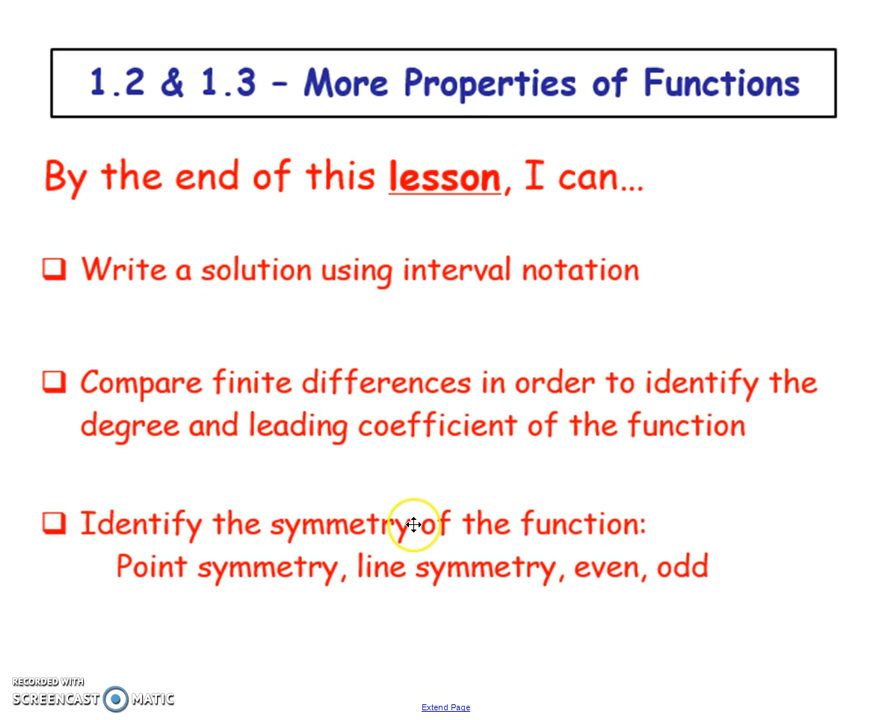 1.2 & 1.3 – More Properties of Functions
By the end of this lesson, I can...
Write a solution using interval notation
Compare finite differences in order to identify the
degree and leading coefficient of the function
Identify the symmetry of the function:
Point symmetry, line symmetry, even, odd
RECORDED WITH
SCREENCAST MATIC
Extend Page